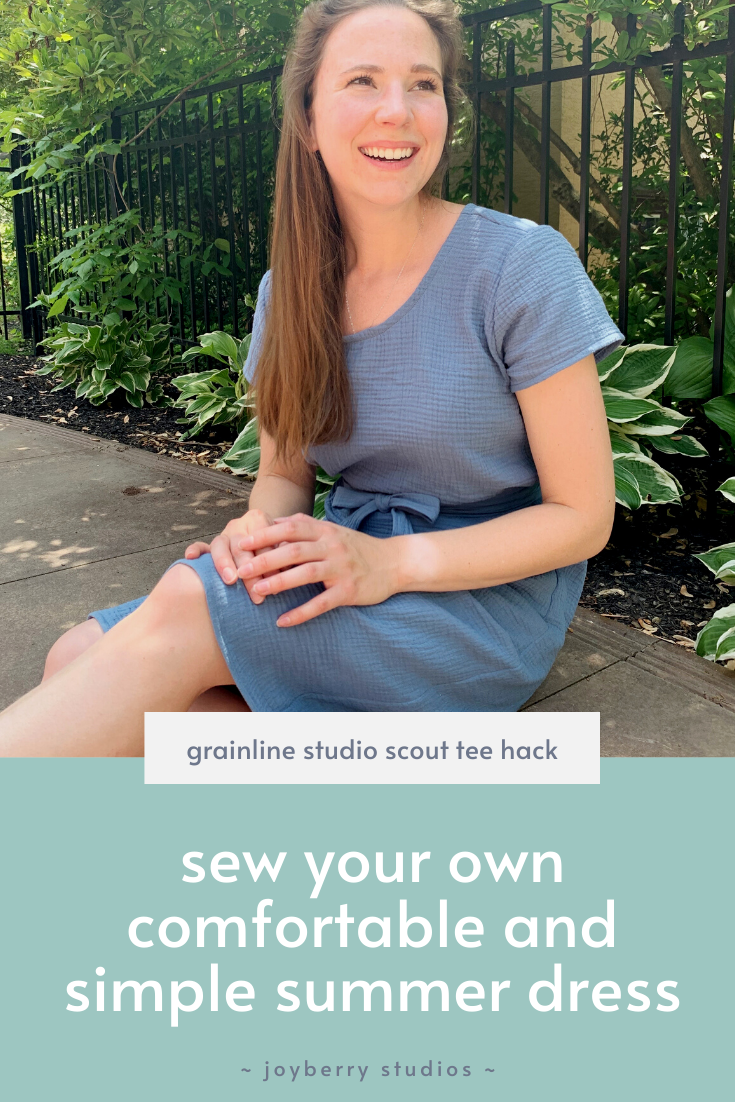 grainline studio scout tee hack
sew your own
comfortable and
simple summer dress
~ joyberry studios ~